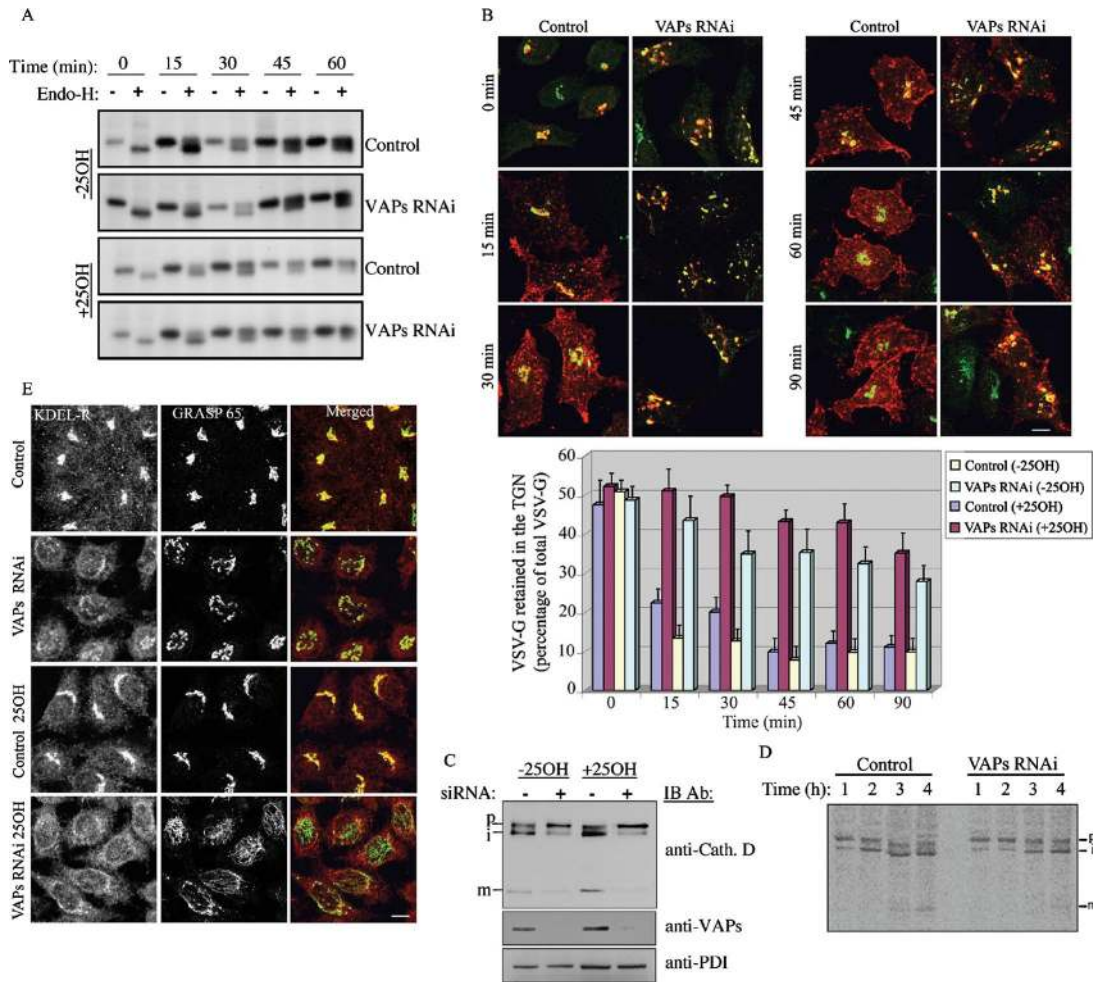 A
Time (min): 0 15 30 45 60
Endo-H: - + - + - + - + - +
-25OH
Control
VAPs RNAi
+25OH
Control
VAPs RNAi
B
Control VAPs RNAi Control VAPs RNAi
0 min
15 min
30 min
45 min
60 min
90 min
VSV-G retained in the TGN
(percentage of total VSV-G)
60
50
40
30
20
10
0
0 15 30 45 60 90
Time (min)
Control (-25OH)
VAPs RNAi (-25OH)
Control (+25OH)
VAPs RNAi (+25OH)
E
KDEL-R GRASP 65 Merged
Control
VAPs RNAi
Control 25OH
VAPs RNAi 25OH
C
-25OH +25OH
siRNA: - + - + IB Ab:
p
i
m
anti-Cath. D
anti-VAPs
anti-PDI
D
Control VAPs RNAi
Time (h): 1 2 3 4 1 2 3 4